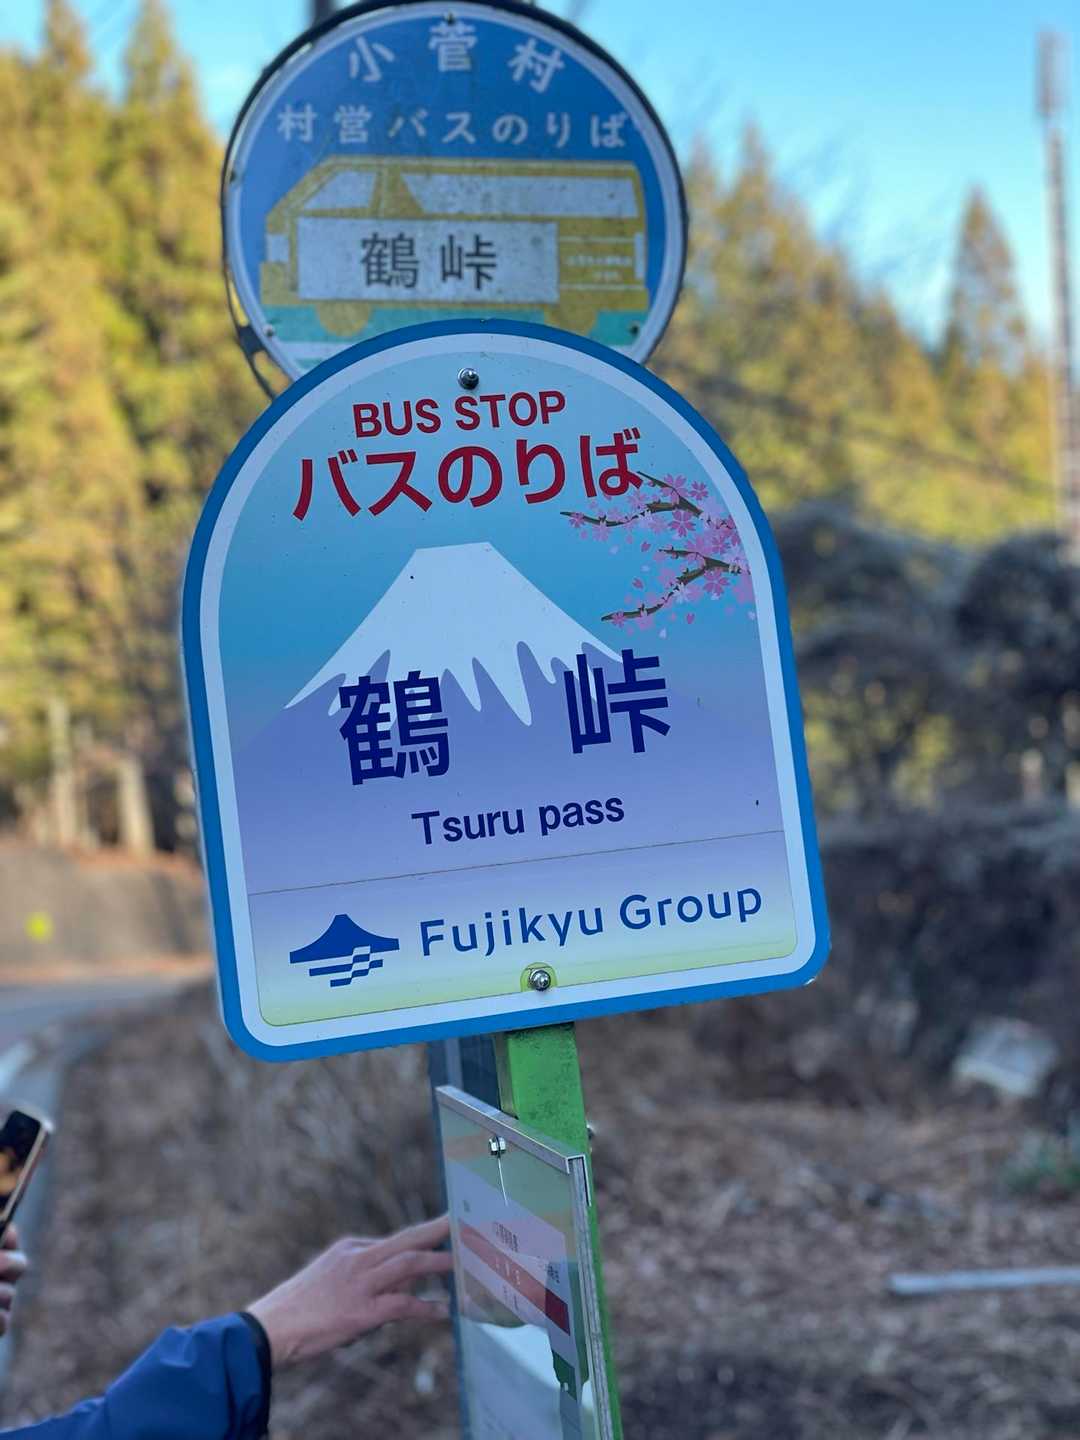 小菅村
村営バスのりば
鶴峠
BUS STOP
バスのりば
鶴峠
Tsuru pass
Fujikyu Group